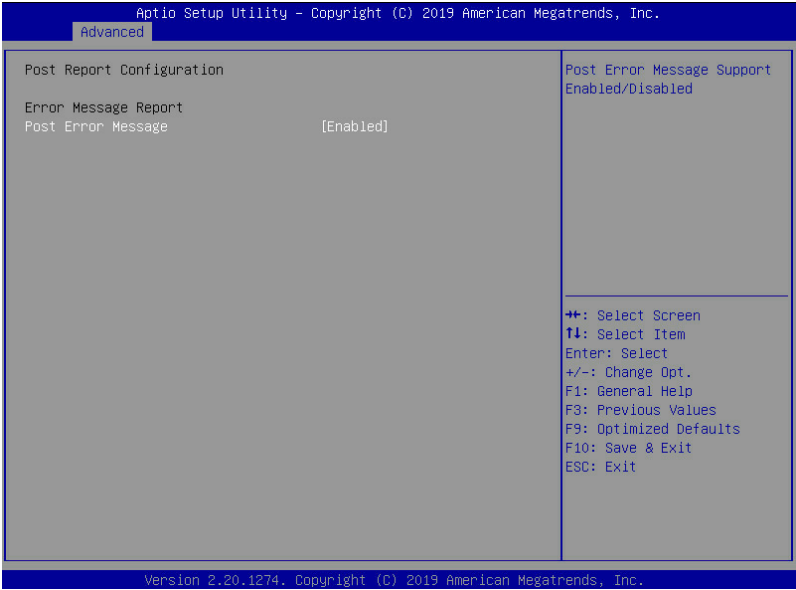 Aptio Setup Utility – Copyright (C) 2019 American Megatrends, Inc.
Advanced
Post Report Configuration
Error Message Report
Post Error Message [Enabled]
Post Error Message Support
Enabled/Disabled
→←: Select Screen
↑↓: Select Item
Enter: Select
+/-: Change Opt.
F1: General Help
F3: Previous Values
F9: Optimized Defaults
F10: Save & Exit
ESC: Exit
Version 2.20.1274. Copyright (C) 2019 American Megatrends, Inc.